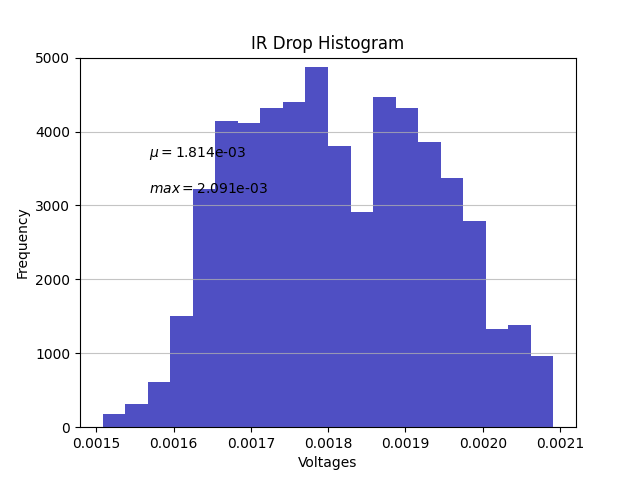 IR Drop Histogram
5000
4000
3000
2000
1000
0
Frequency
μ = 1.814e-03
max = 2.091e-03
0.0015 0.0016 0.0017 0.0018 0.0019 0.0020 0.0021
Voltages